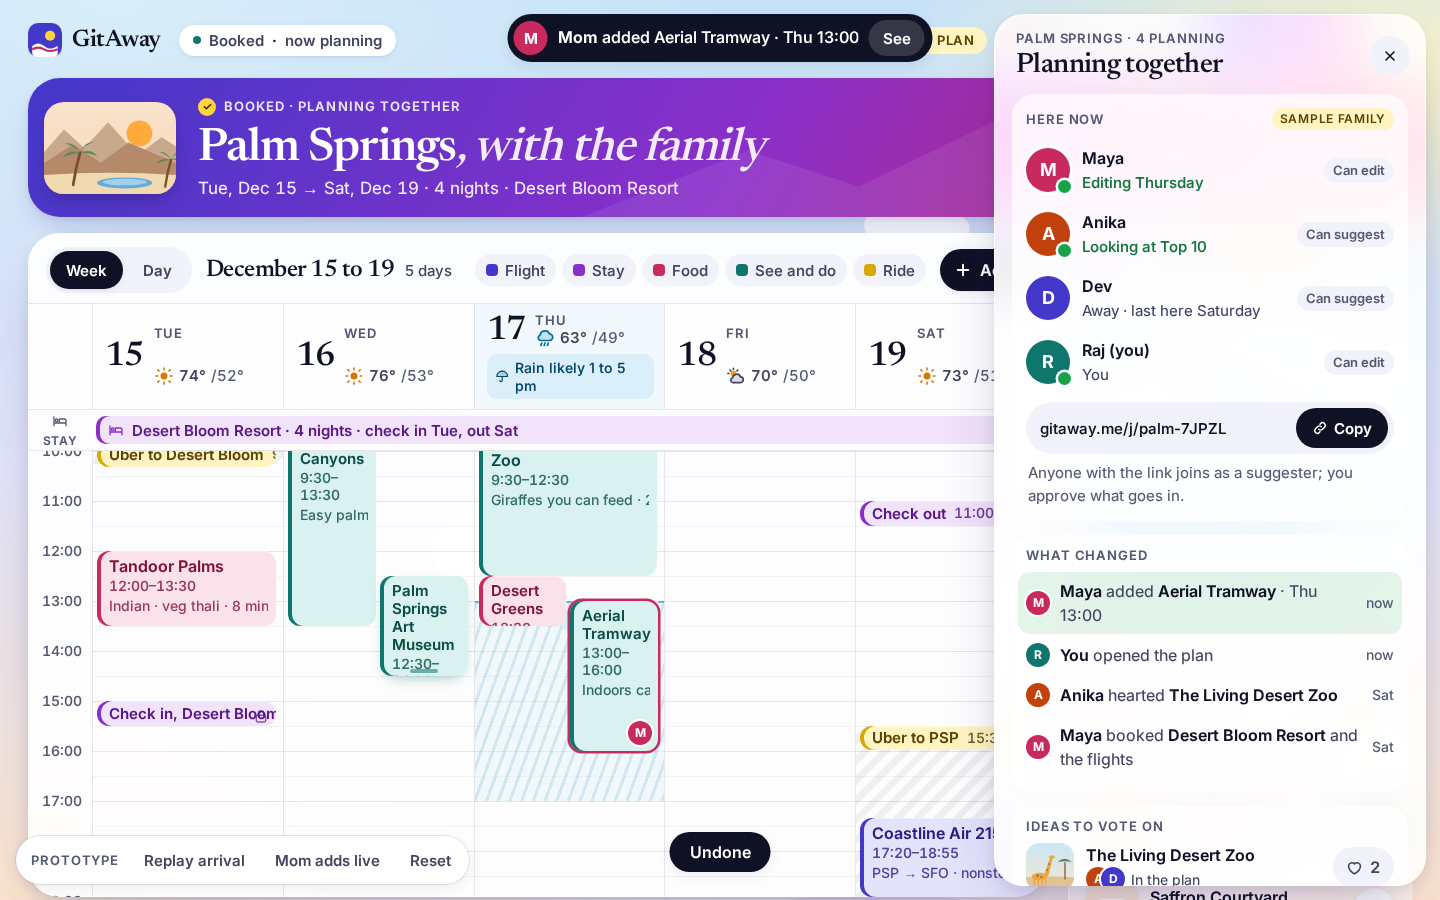 GitAway
Booked · now planning
M
Mom added Aerial Tramway · Thu 13:00
See
PLAN
BOOKED · PLANNING TOGETHER
Palm Springs, with the family
Tue, Dec 15 → Sat, Dec 19 · 4 nights · Desert Bloom Resort
Week
Day
December 15 to 19
5 days
Flight
Stay
Food
See and do
Ride
15
TUE
74° /52°
16
WED
76° /53°
17
THU
63° /49°
Rain likely 1 to 5
pm
18
FRI
70° /50°
19
SAT
73° /51
STAY
Desert Bloom Resort · 4 nights · check in Tue, out Sat
10:00
11:00
12:00
13:00
14:00
15:00
16:00
17:00
Uber to Desert Bloom
Tandoor Palms
12:00–13:30
Indian · veg thali · 8 min
Check in, Desert Bloom
Canyons
9:30–
13:30
Easy palm
Palm
Springs
Art
Museum
12:30–
Zoo
9:30–12:30
Giraffes you can feed ·
Desert
Greens
Aerial
Tramway
13:00–
16:00
Indoors ca
M
Check out 11:00
Uber to PSP 15:3
Coastline Air 215
17:20–18:55
PSP → SFO · nonsto
PROTOTYPE
Replay arrival
Mom adds live
Reset
Undone
PALM SPRINGS · 4 PLANNING
Planning together
HERE NOW
SAMPLE FAMILY
M
Maya
Editing Thursday
Can edit
A
Anika
Looking at Top 10
Can suggest
D
Dev
Away · last here Saturday
Can suggest
R
Raj (you)
You
Can edit
gitaway.me/j/palm-7JPZL
Copy
Anyone with the link joins as a suggester; you
approve what goes in.
WHAT CHANGED
M
Maya added Aerial Tramway · Thu
13:00
now
R
You opened the plan
now
A
Anika hearted The Living Desert Zoo
Sat
M
Maya booked Desert Bloom Resort and
the flights
Sat
IDEAS TO VOTE ON
The Living Desert Zoo
A
D
In the plan
2
Saffron Courtyard